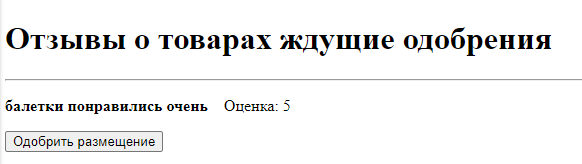 Отзывы о товарах ждущие одобрения
балетки понравились очень Оценка: 5
Одобрить размещение